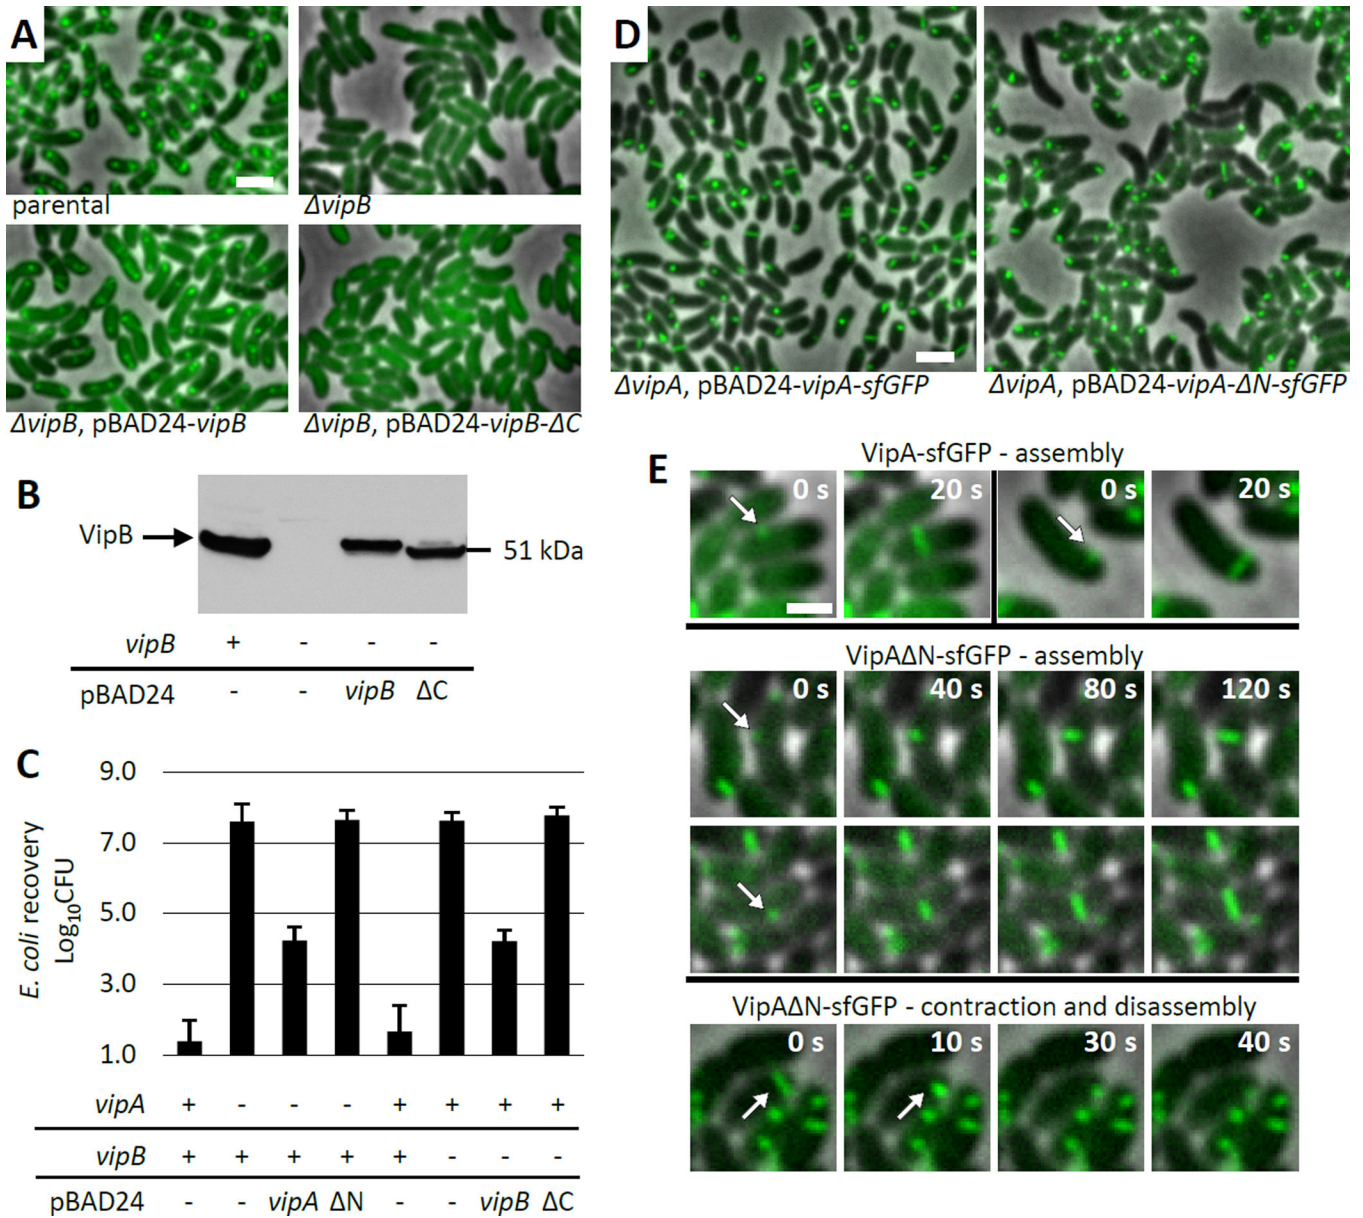 A
parental
ΔvipB
ΔvipB, pBAD24-vipB
ΔvipB, pBAD24-vipB-ΔC
B
VipB
51 kDa
vipB + - - -
pBAD24 - - vipB ΔC
C
E. coli recovery
Log₁₀CFU
9.0
7.0
5.0
3.0
1.0
vipA + - - - + + + +
vipB + + + + + - - -
pBAD24 - - vipA ΔN - - vipB ΔC
D
ΔvipA, pBAD24-vipA-sfGFP
ΔvipA, pBAD24-vipA-ΔN-sfGFP
E
VipA-sfGFP - assembly
0 s 20 s 0 s 20 s
VipAΔN-sfGFP - assembly
0 s 40 s 80 s 120 s
VipAΔN-sfGFP - contraction and disassembly
0 s 10 s 30 s 40 s